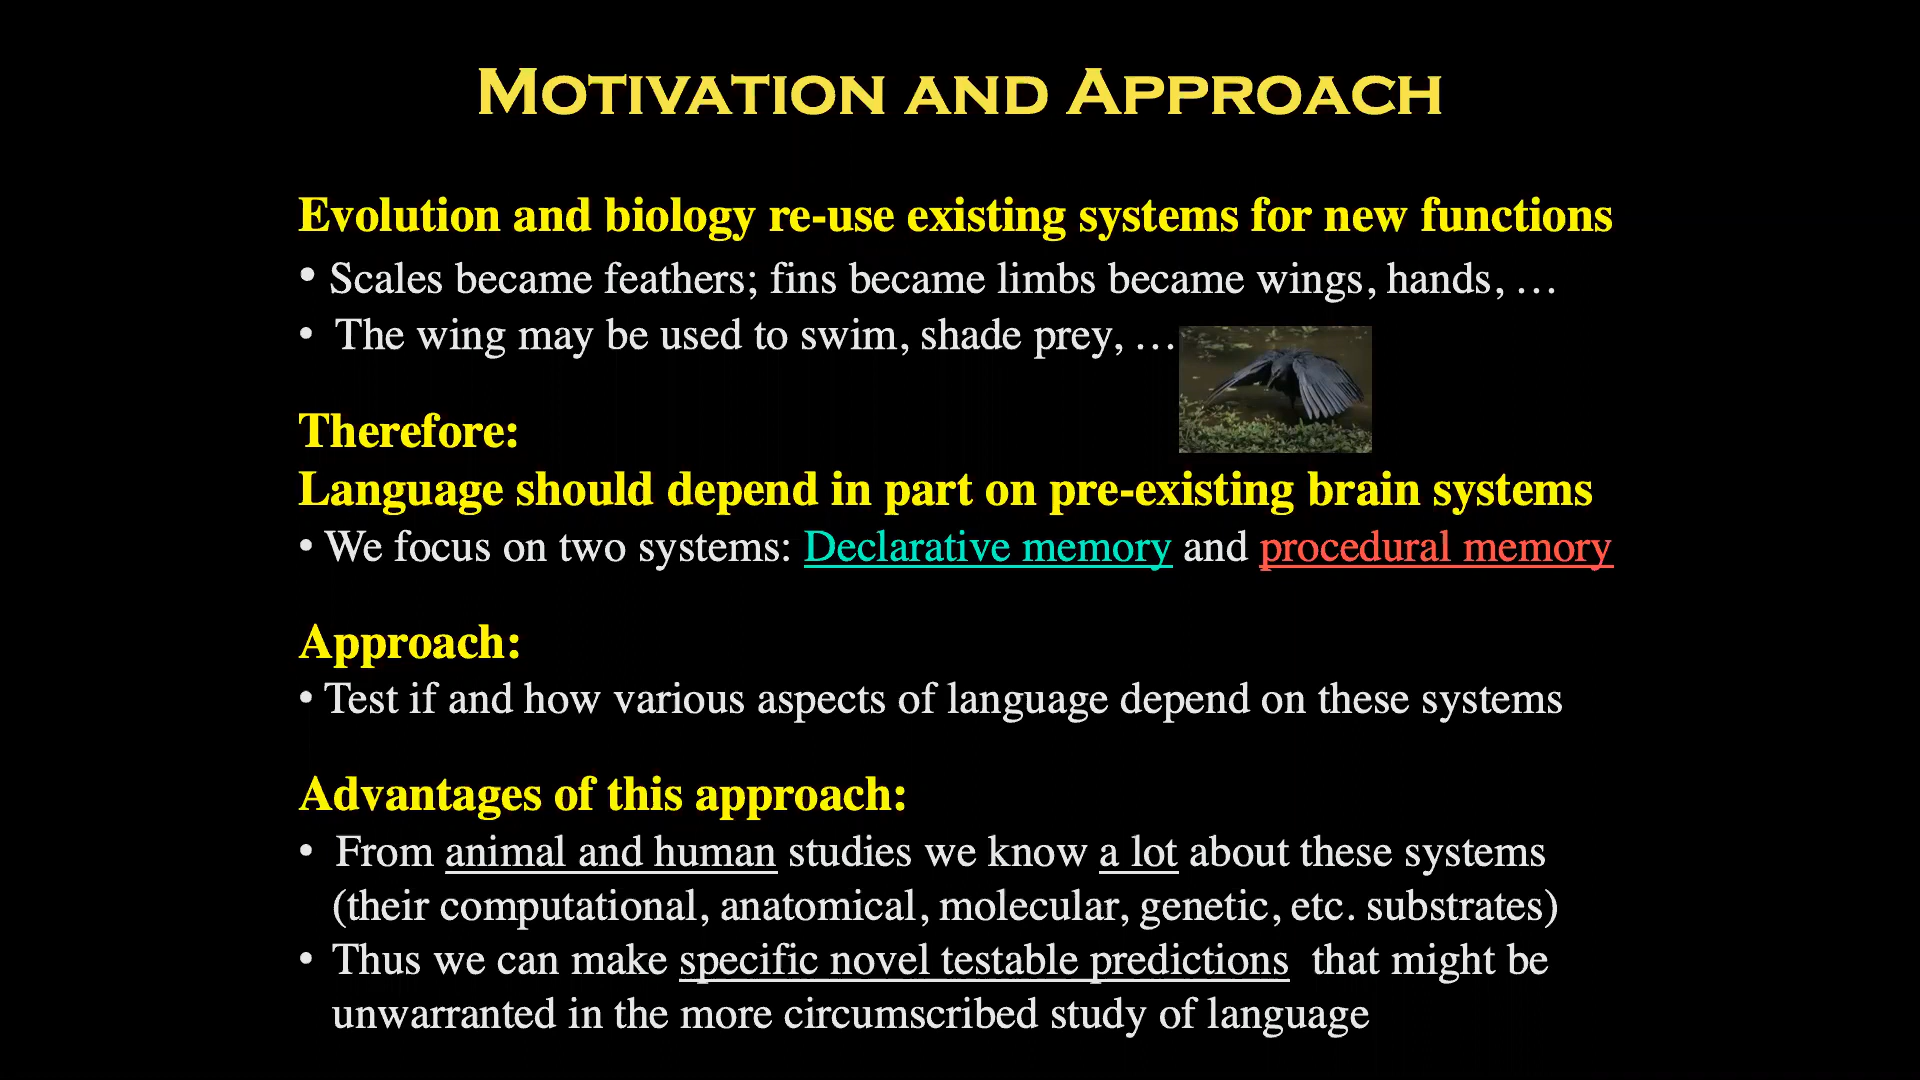 MOTIVATION AND APPROACH
Evolution and biology re-use existing systems for new functions
• Scales became feathers; fins became limbs became wings, hands, …
• The wing may be used to swim, shade prey, …
Therefore:
Language should depend in part on pre-existing brain systems
• We focus on two systems: Declarative memory and procedural memory
Approach:
• Test if and how various aspects of language depend on these systems
Advantages of this approach:
• From animal and human studies we know a lot about these systems
(their computational, anatomical, molecular, genetic, etc. substrates)
• Thus we can make specific novel testable predictions that might be
unwarranted in the more circumscribed study of language